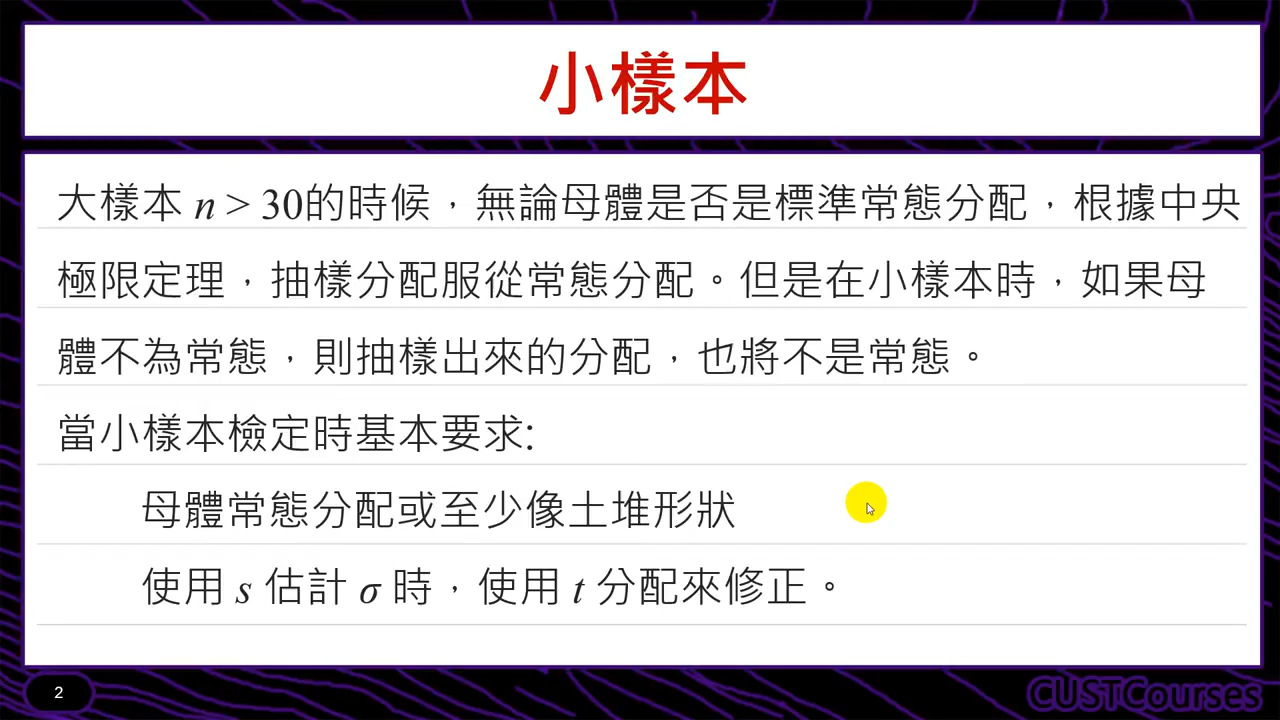 小樣本
大樣本 n > 30的時候，無論母體是否是標準常態分配，根據中央
極限定理，抽樣分配服從常態分配。但是在小樣本時，如果母
體不為常態，則抽樣出來的分配，也將不是常態。
當小樣本檢定時基本要求:
母體常態分配或至少像土堆形狀
使用 s 估計 σ 時，使用 t 分配來修正。
2
CUSTCourses